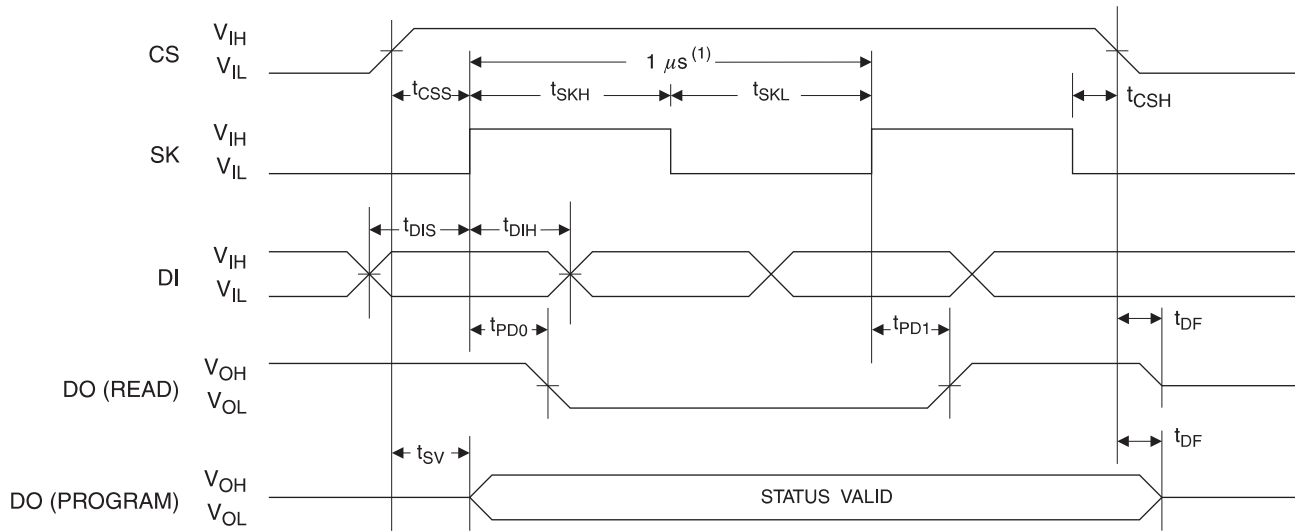 CS
V_IH
V_IL
1 μs(1)
t_CSS
t_SKH
t_SKL
t_CSH
SK
V_IH
V_IL
t_DIS
t_DIH
DI
V_IH
V_IL
t_PD0
t_PD1
t_DF
DO (READ)
V_OH
V_OL
t_SV
t_DF
DO (PROGRAM)
V_OH
V_OL
STATUS VALID